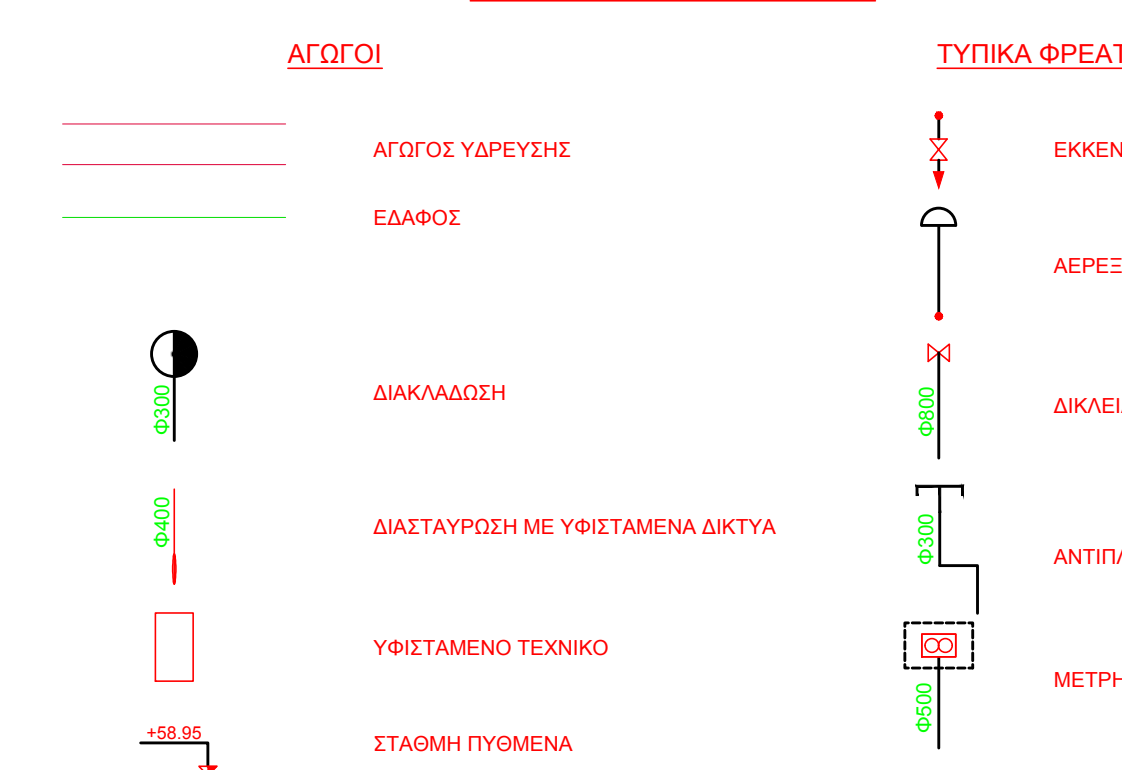 ΑΓΩΓΟΙ
ΑΓΩΓΟΣ ΥΔΡΕΥΣΗΣ
ΕΔΑΦΟΣ
Φ300
ΔΙΑΚΛΑΔΩΣΗ
Φ400
ΔΙΑΣΤΑΥΡΩΣΗ ΜΕ ΥΦΙΣΤΑΜΕΝΑ ΔΙΚΤΥΑ
ΥΦΙΣΤΑΜΕΝΟ ΤΕΧΝΙΚΟ
+58.95
ΣΤΑΘΜΗ ΠΥΘΜΕΝΑ
ΤΥΠΙΚΑ
Φ800
Φ300
Φ500